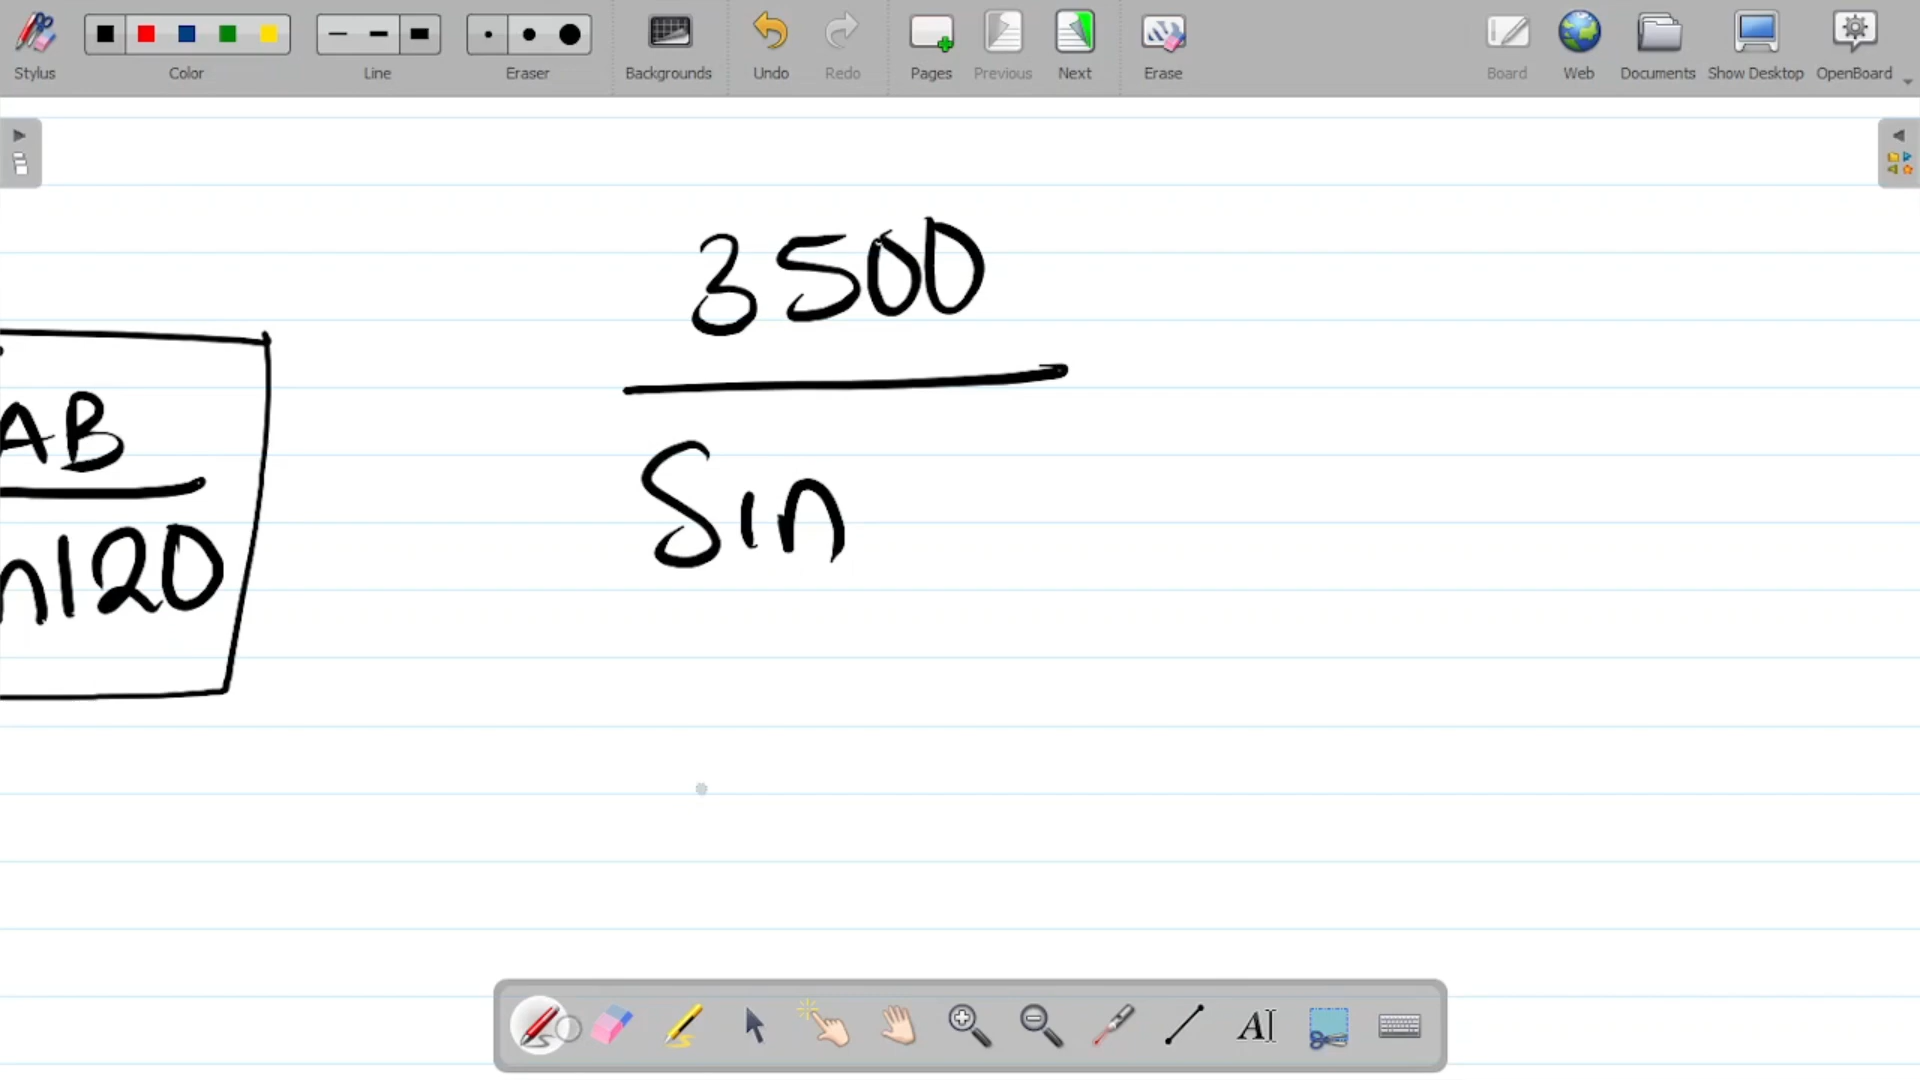 Stylus Color Line Eraser Backgrounds Undo Redo Pages Previous Next Erase Board Web Documents Show Desktop OpenBoard
3500
Sin
AB
n120